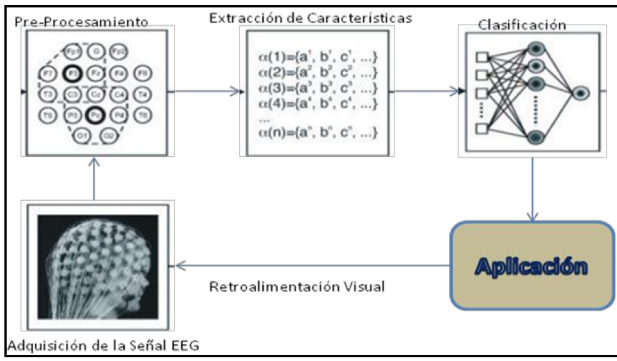 Pre-Procesamiento
Extracción de Características
Clasificación
Fp1 G Fp2
F7 F3 Fz F4 F8
T3 C3 Cz C4 T4
T5 P3 Pz P4 T6
O1 O2
α(1)={a¹, b¹, c¹, ...}
α(2)={a², b², c², ...}
α(3)={a³, b³, c³, ...}
α(4)={a⁴, b⁴, c⁴, ...}
...
α(n)={aⁿ, bⁿ, cⁿ, ...}
Aplicación
Retroalimentación Visual
Adquisición de la Señal EEG